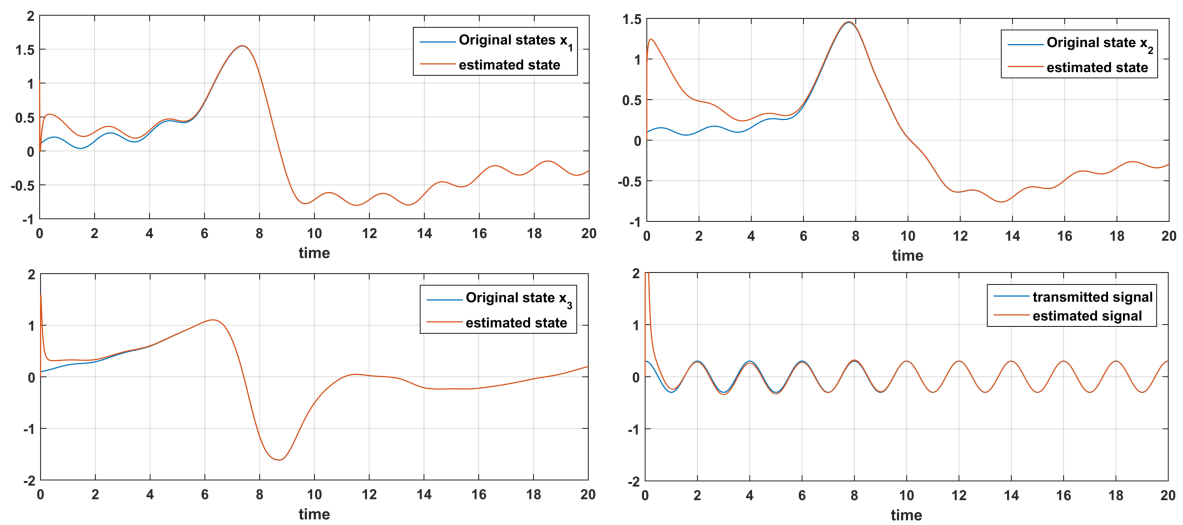 2
1.5
1
0.5
0
-0.5
-1
0 2 4 6 8 10 12 14 16 18 20
time
Original states x_1
estimated state
1.5
1
0.5
0
-0.5
-1
0 2 4 6 8 10 12 14 16 18 20
time
Original state x_2
estimated state
2
1
0
-1
-2
0 2 4 6 8 10 12 14 16 18 20
time
Original state x_3
estimated state
2
1
0
-1
-2
0 2 4 6 8 10 12 14 16 18 20
time
transmitted signal
estimated signal